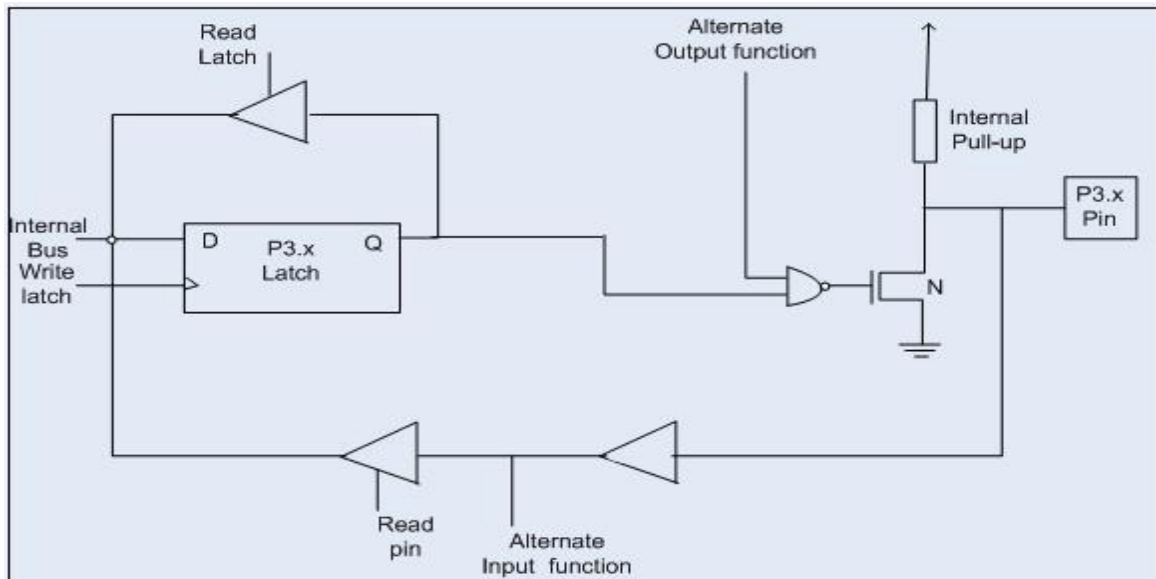 Read
Latch
Alternate
Output function
Internal
Pull-up
P3.x
Pin
Internal
Bus
Write
latch
D
P3.x
Latch
Q
N
Read
pin
Alternate
Input function